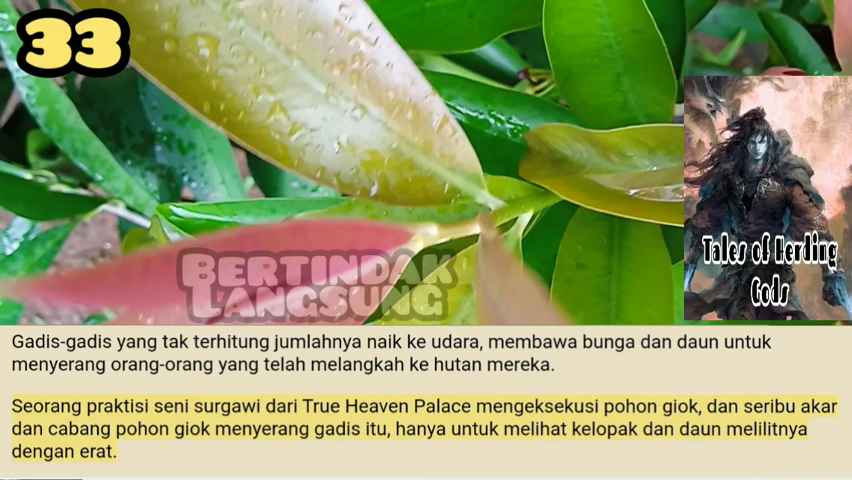 33
Tales of Herding
Gods
BERTINDAK
LANGSUNG
Gadis-gadis yang tak terhitung jumlahnya naik ke udara, membawa bunga dan daun untuk
menyerang orang-orang yang telah melangkah ke hutan mereka.
Seorang praktisi seni surgawi dari True Heaven Palace mengeksekusi pohon giok, dan seribu akar
dan cabang pohon giok menyerang gadis itu, hanya untuk melihat kelopak dan daun melilitnya
dengan erat.